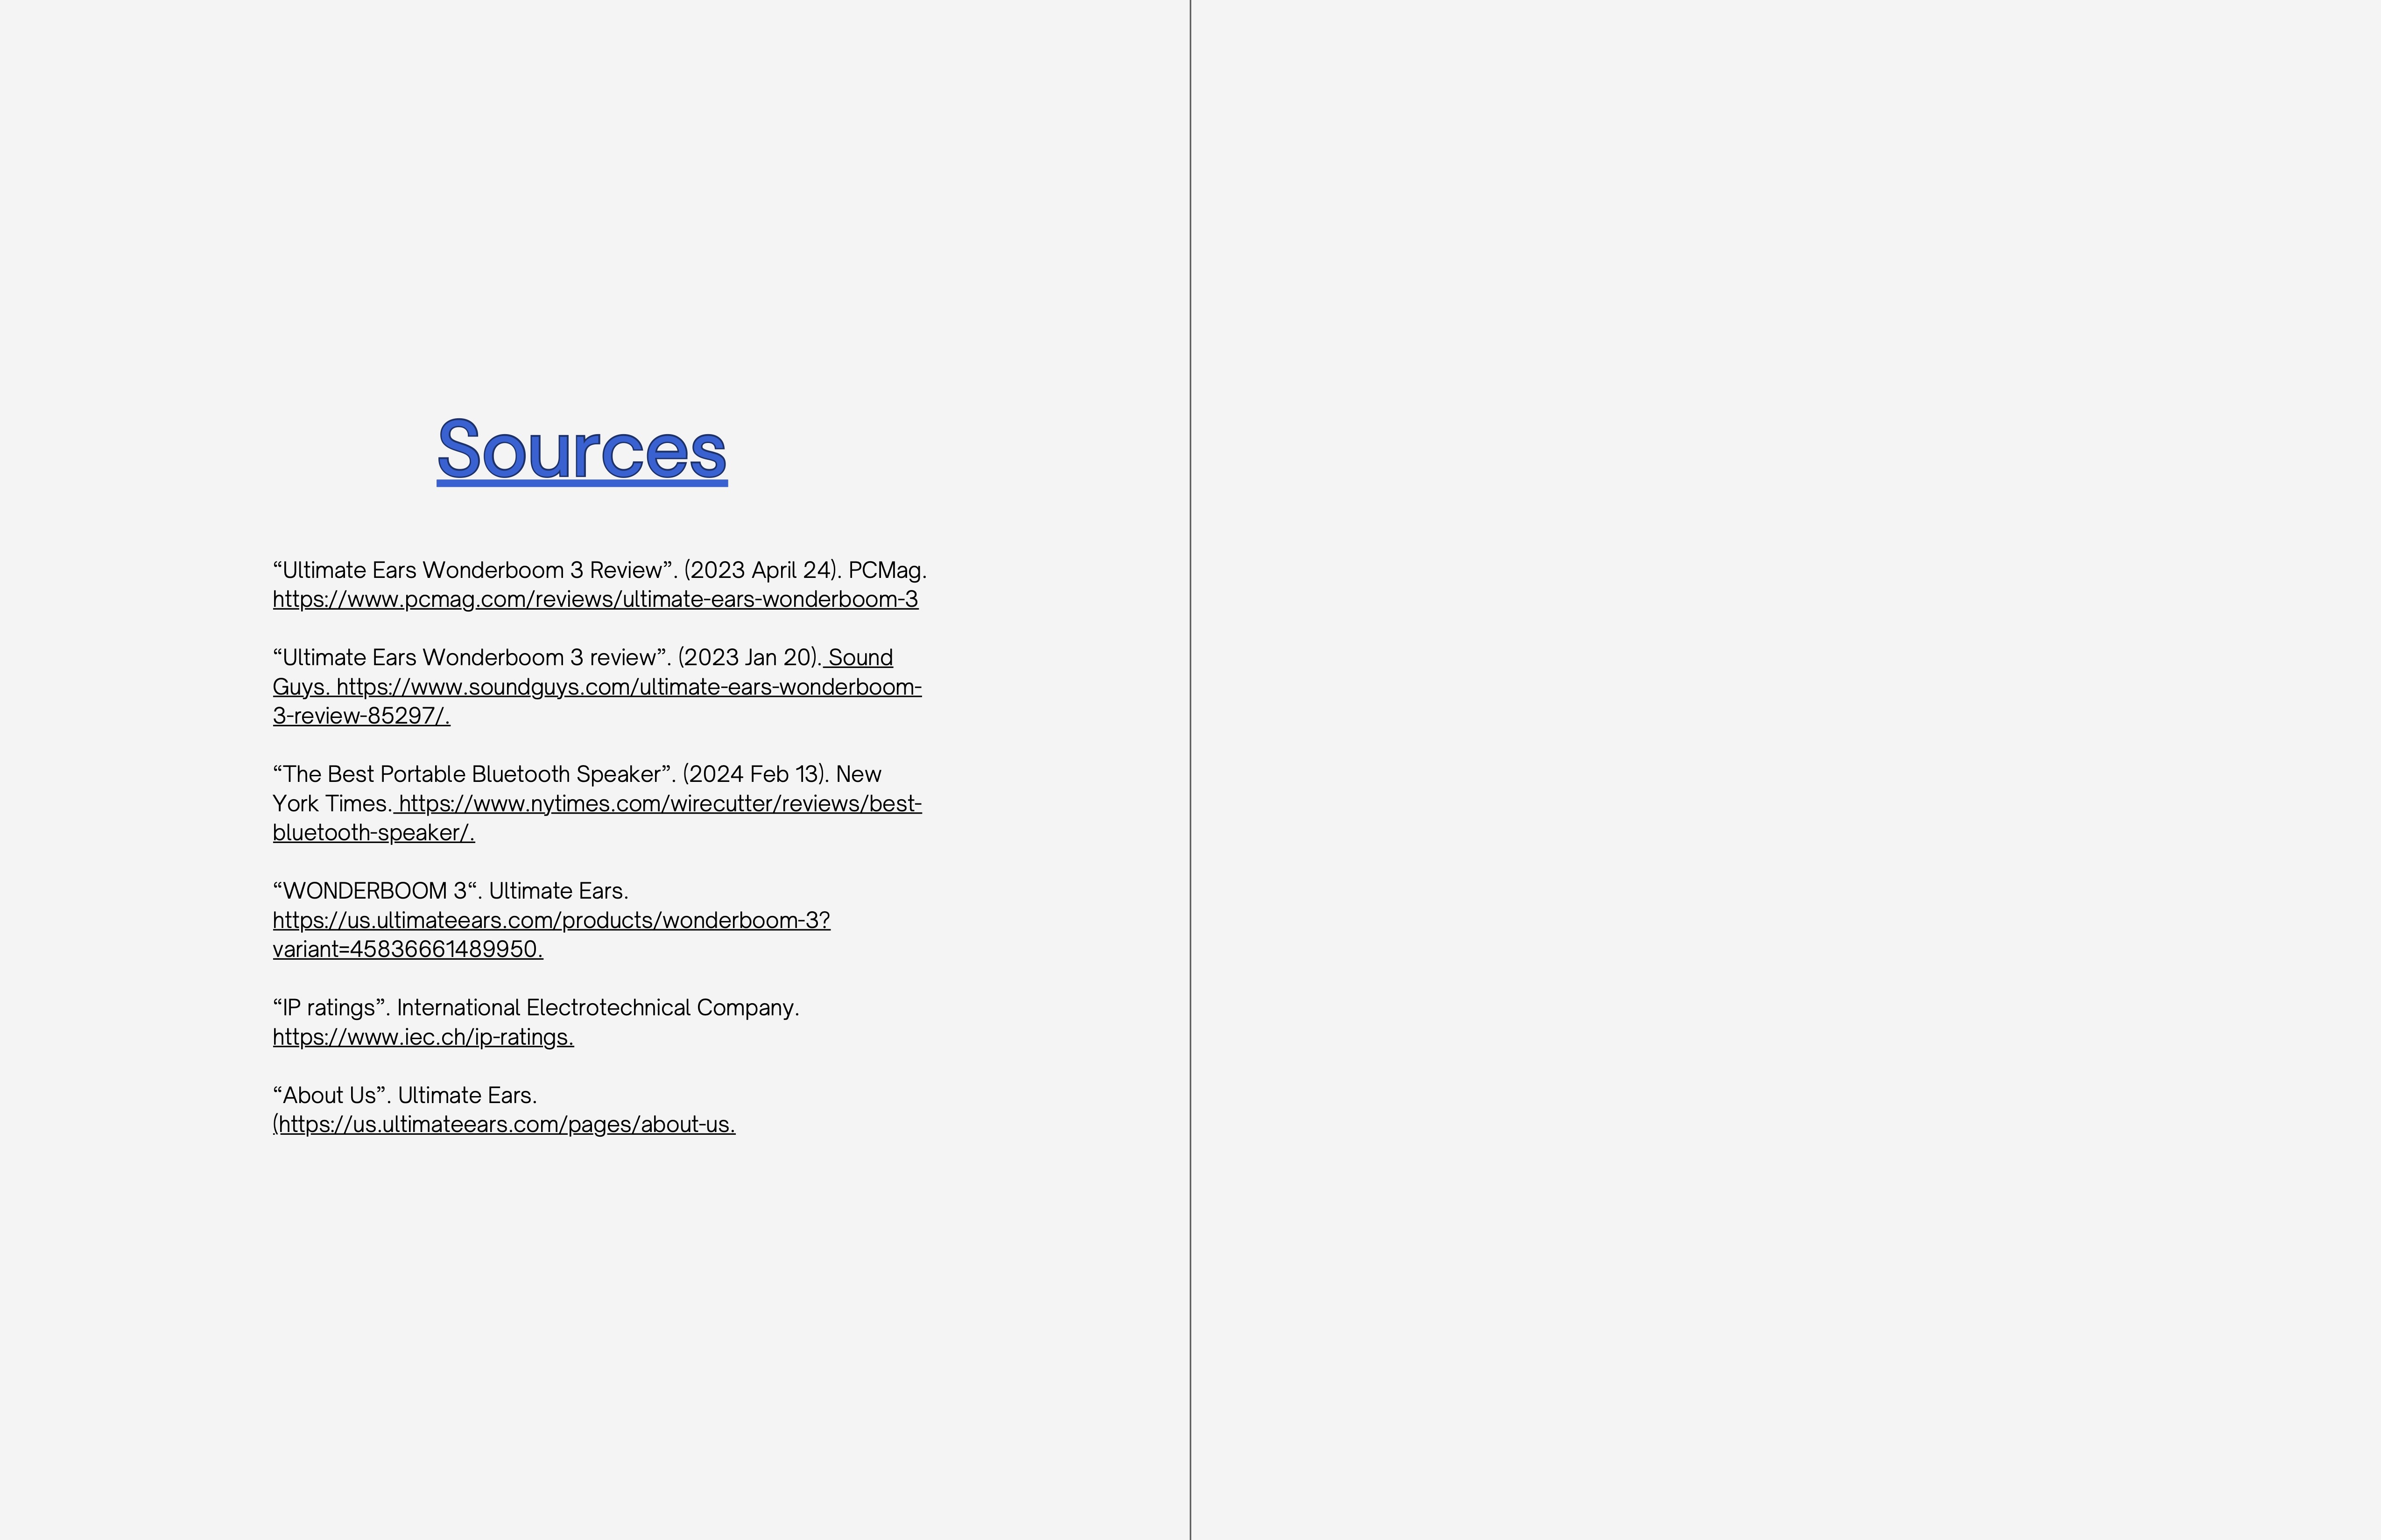 Sources
“Ultimate Ears Wonderboom 3 Review”. (2023 April 24). PCMag.
https://www.pcmag.com/reviews/ultimate-ears-wonderboom-3
“Ultimate Ears Wonderboom 3 review”. (2023 Jan 20). Sound
Guys. https://www.soundguys.com/ultimate-ears-wonderboom-
3-review-85297/.
“The Best Portable Bluetooth Speaker”. (2024 Feb 13). New
York Times. https://www.nytimes.com/wirecutter/reviews/best-
bluetooth-speaker/.
“WONDERBOOM 3“. Ultimate Ears.
https://us.ultimateears.com/products/wonderboom-3?
variant=45836661489950.
“IP ratings”. International Electrotechnical Company.
https://www.iec.ch/ip-ratings.
“About Us”. Ultimate Ears.
(https://us.ultimateears.com/pages/about-us.